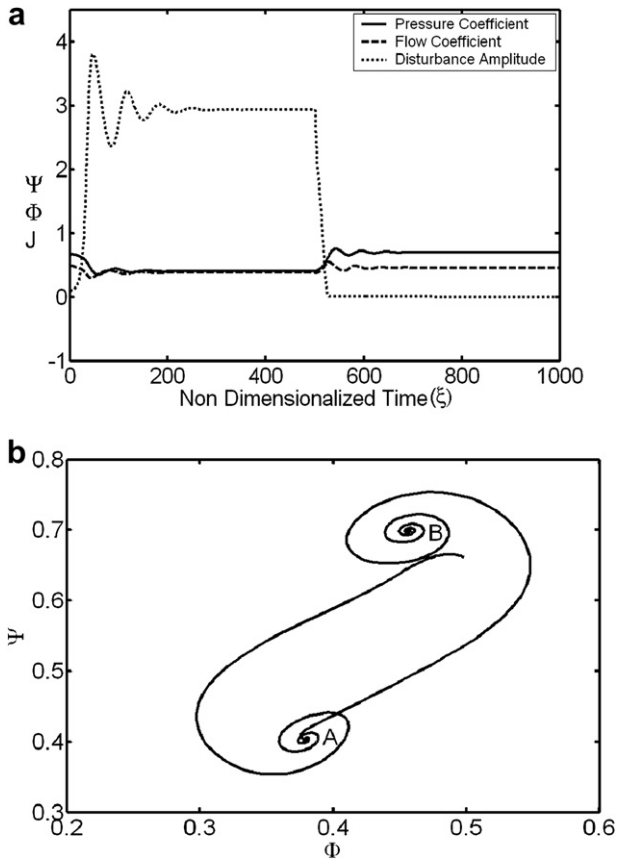 a
Pressure Coefficient
Flow Coefficient
Disturbance Amplitude
4
3
2
1
0
-1
Ψ
Φ
J
0 200 400 600 800 1000
Non Dimensionalized Time(ξ)
b
0.8
0.7
0.6
0.5
0.4
0.3
Ψ
B
A
0.2 0.3 0.4 0.5 0.6
Φ